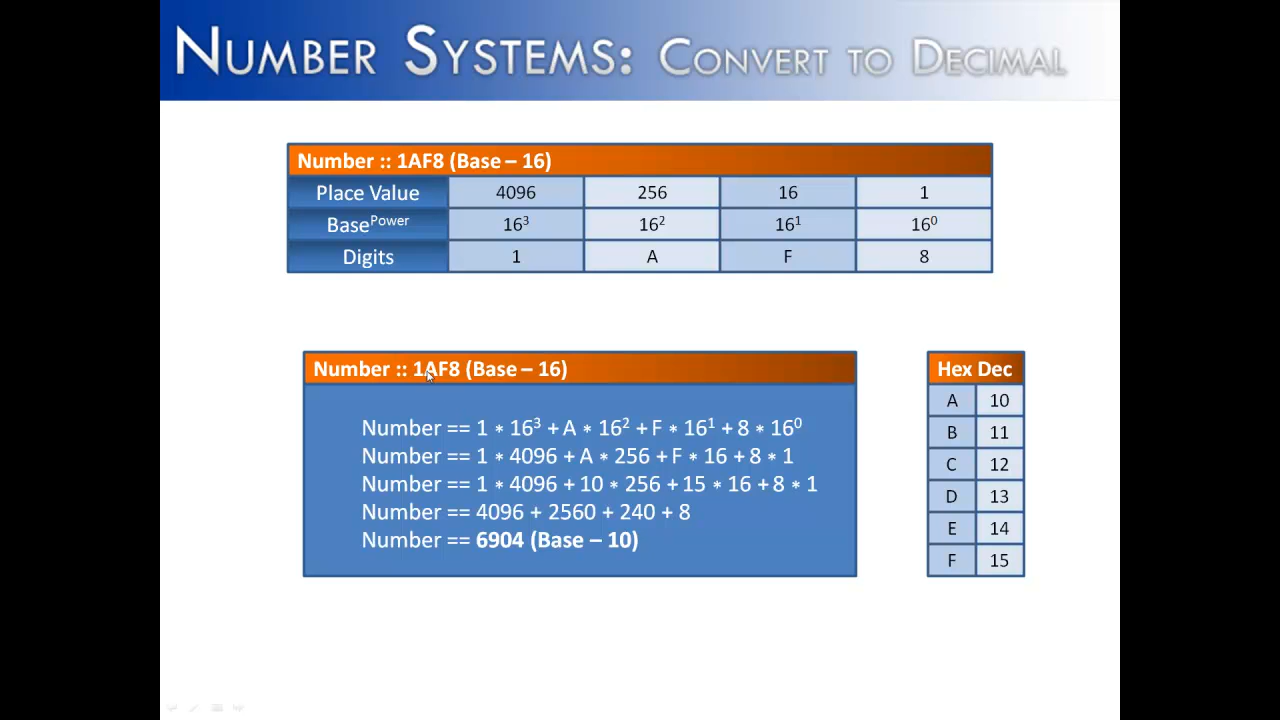 NUMBER SYSTEMS: CONVERT TO DECIMAL
Number :: 1AF8 (Base – 16)
Place Value 4096 256 16 1
Base^Power 16³ 16² 16¹ 16⁰
Digits 1 A F 8
Number :: 1AF8 (Base – 16)
Number == 1 * 16³ + A * 16² + F * 16¹ + 8 * 16⁰
Number == 1 * 4096 + A * 256 + F * 16 + 8 * 1
Number == 1 * 4096 + 10 * 256 + 15 * 16 + 8 * 1
Number == 4096 + 2560 + 240 + 8
Number == 6904 (Base – 10)
Hex Dec
A 10
B 11
C 12
D 13
E 14
F 15